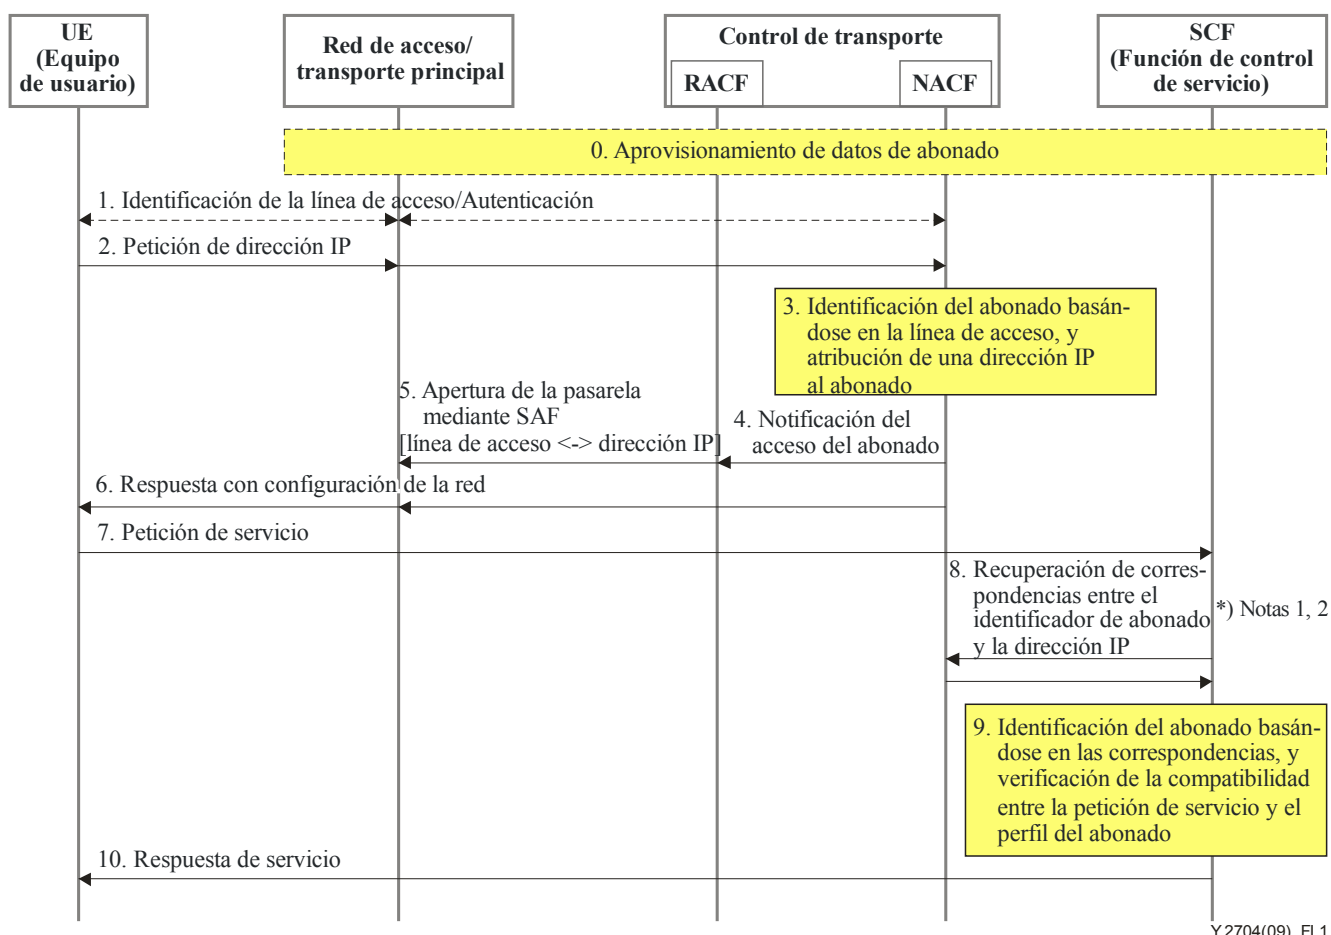 UE
(Equipo
de usuario)
Red de acceso/
transporte principal
Control de transporte
RACF
NACF
SCF
(Función de control
de servicio)
0. Aprovisionamiento de datos de abonado
1. Identificación de la línea de acceso/Autenticación
2. Petición de dirección IP
3. Identificación del abonado basán-
dose en la línea de acceso, y
atribución de una dirección IP
al abonado
5. Apertura de la pasarela
mediante SAF
[línea de acceso <-> dirección IP]
4. Notificación del
acceso del abonado
6. Respuesta con configuración de la red
7. Petición de servicio
8. Recuperación de corres-
pondencias entre el
identificador de abonado
y la dirección IP
*) Notas 1, 2
9. Identificación del abonado basán-
dose en las correspondencias, y
verificación de la compatibilidad
entre la petición de servicio y el
perfil del abonado
10. Respuesta de servicio
Y.2704(09)_FI.1